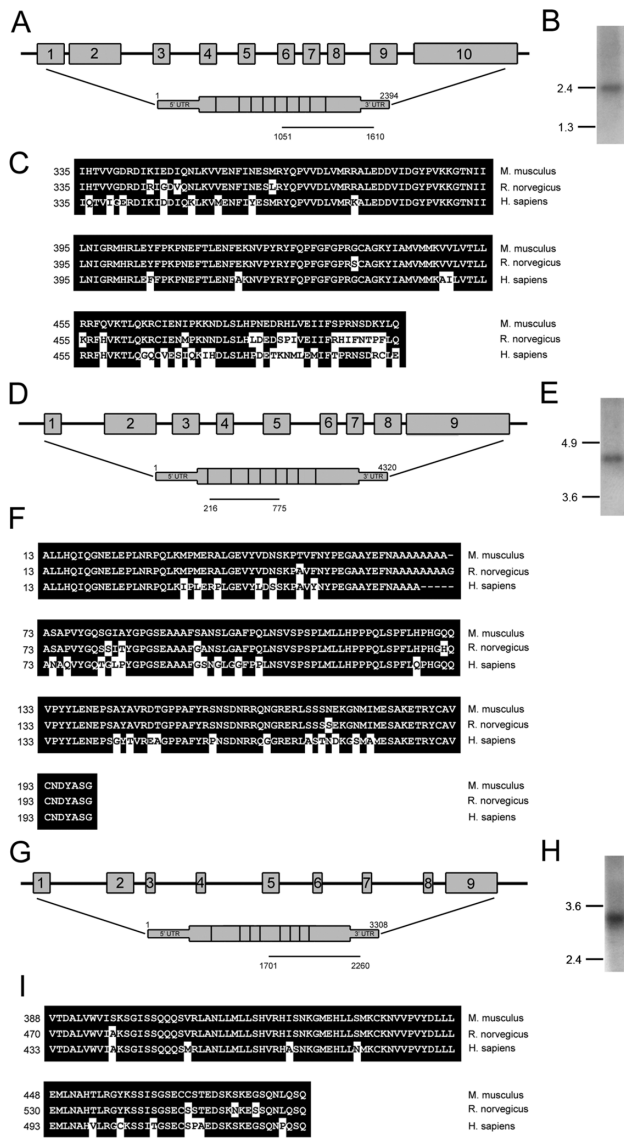 A
B
1 2 3 4 5 6 7 8 9 10
1 2394
5' UTR 3' UTR
1051 1610
2.4
1.3
C
335 IHTVVGDRDIKIEDIQNLKVVENFINESMRYQPVVDLVMRRALEDDVIDGYPVKKGTNII M. musculus
335 IHTVVGDRDIRIGDVQNLKVVENFINESLRYQPVVDLVMRRALEDDVIDGYPVKKGTNII R. norvegicus
335 IQTVIGERDIKIDDIQKLKVMENFIYESMRYQPVVDLVMRKALEDDVIDGYPVKKGTNII H. sapiens
395 LNIGRMHRLEYFPKPNEFTLENFEKNVPYRYFQPFGFGPRGCAGKYIAMVMMKVVLVTLL M. musculus
395 LNIGRMHRLEYFPKPNEFTLENFEKNVPYRYFQPFGFGPRSCAGKYIAMVMMKVVLVTLL R. norvegicus
395 LNIGRMHRLEFFPKPNEFTLENFAKNVPYRYFQPFGFGPRGCAGKYIAMVMMKAILVTLL H. sapiens
455 RRFQVKTLQKRCIENIPKKNDLSLHPNEDRHLVEIIFSPRNSDKYLQ M. musculus
455 KRFHVKTLQKRCIENMPKNNDLSLHLDEDSPIVEIIFRHIFNTPFLQ R. norvegicus
455 RRFHVKTLQGQCVESIQKIHDLSLHPDETKNMLEMIFTPRNSDRCLE H. sapiens
D
E
1 2 3 4 5 6 7 8 9
1 4320
5' UTR 3' UTR
216 775
4.9
3.6
F
13 ALLHQIQGNELEPLNRPQLKMPMERALGEVYVDNSKPTVFNYPEGAAYEFNAAAAAAAA- M. musculus
13 ALLHQIQGNELEPLNRPQLKMPMERALGEVYVDNSKPAVFNYPEGAAYEFNAAAAAAAAG R. norvegicus
13 ALLHQIQGNELEPLNRPQLKIPLERPLGEVYLDSSKPAVYNYPEGAAYEFNAAAA----- H. sapiens
73 ASAPVYGQSGIAYGPGSEAAAFSANSLGAFPQLNSVSPSPLMLLHPPPQLSPFLHPHGQQ M. musculus
73 ASAPVYGQSSITYGPGSEAAAFGANSLGAFPQLNSVSPSPLMLLHPPPQLSPFLHPHGHQ R. norvegicus
73 ANAQVYGQTGLPYGPGSEAAAFGSNGLGGFPPLNSVSPSPLMLLHPPPQLSPFLQPHGQQ H. sapiens
133 VPYYLENEPSAYAVRDTGPPAFYRSNSDNRRQNGRERLSSSNEKGNMIMESAKETRYCAV M. musculus
133 VPYYLENEPSAYAVRDTGPPAFYRSNSDNRRQNGRERLSSSSEKGNMIMESAKETRYCAV R. norvegicus
133 VPYYLENEPSGYTVREAGPPAFYRPNSDNRRQGGRERLASTNDKGSMAMESAKETRYCAV H. sapiens
193 CNDYASG M. musculus
193 CNDYASG R. norvegicus
193 CNDYASG H. sapiens
G
H
1 2 3 4 5 6 7 8 9
1 3308
5' UTR 3' UTR
1701 2260
3.6
2.4
I
388 VTDALVWVISKSGISSQQQSVRLANLLMLLSHVRHISNKGMEHLLSMKCKNVVPVYDLLL M. musculus
470 VTDALVWVIAKSGISSQQQSVRLANLLMLLSHVRHISNKGMEHLLSMKCKNVVPVYDLLL R. norvegicus
433 VTDALVWVIAKSGISSQQQSMRLANLLMLLSHVRHASNKGMEHLLNMKCKNVVPVYDLLL H. sapiens
448 EMLNAHTLRGYKSSISGSECCSTEDSKSKEGSQNLQSQ M. musculus
530 EMLNAHTLRGYKSSISGSECSSTEDSKNKESSQNLQSQ R. norvegicus
493 EMLNAHVLRGCKSSITGSECSPAEDSKSKEGSQNPQSQ H. sapiens